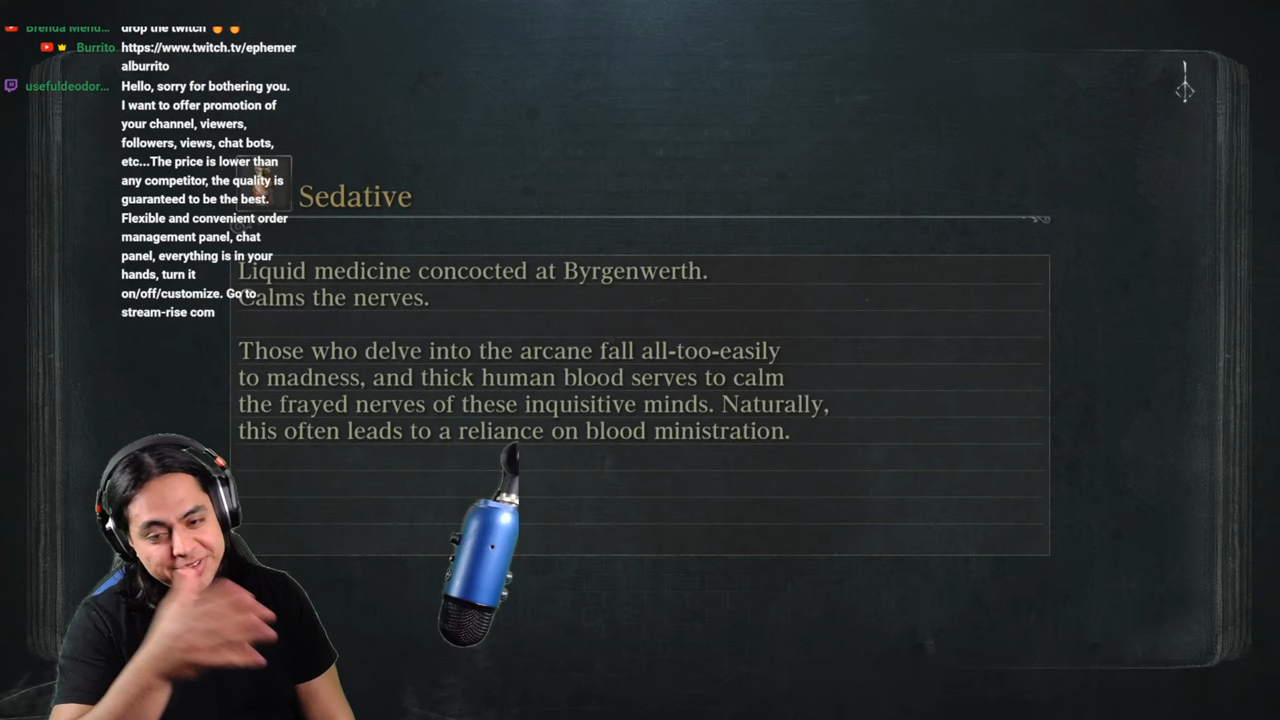 Brenda Mend... drop the twitch
Burrito https://www.twitch.tv/ephemer
alburrito
usefuldeodor... Hello, sorry for bothering you.
I want to offer promotion of
your channel, viewers,
followers, views, chat bots,
etc...The price is lower than
any competitor, the quality is
guaranteed to be the best.
Flexible and convenient order
management panel, chat
panel, everything is in your
hands, turn it
on/off/customize. Go to
stream-rise com
Sedative
Liquid medicine concocted at Byrgenwerth.
Calms the nerves.
Those who delve into the arcane fall all-too-easily
to madness, and thick human blood serves to calm
the frayed nerves of these inquisitive minds. Naturally,
this often leads to a reliance on blood ministration.